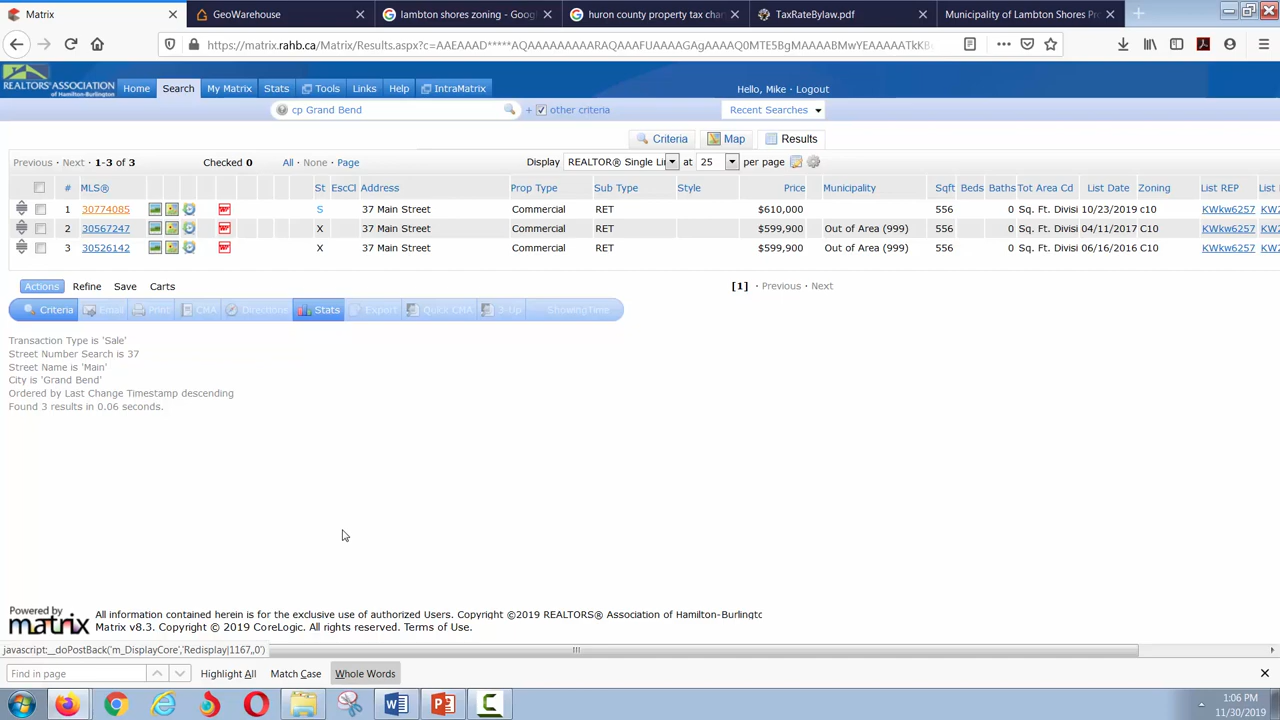 Matrix
GeoWarehouse
lambton shores zoning - Goog
huron county property tax char
TaxRateBylaw.pdf
Municipality of Lambton Shores Pro
https://matrix.rahb.ca/Matrix/Results.aspx?c=
REALTORS® ASSOCIATION
of Hamilton-Burlington
Home Search My Matrix Stats Tools Links Help IntraMatrix
Hello, Mike · Logout
cp Grand Bend
+ other criteria
Recent Searches
Criteria Map Results
Previous · Next · 1-3 of 3 Checked 0 All · None · Page Display REALTOR® Single Li at 25 per page
# MLS® St EscCl Address Prop Type Sub Type Style Price Municipality Sqft Beds Baths Tot Area Cd List Date Zoning List REP
1 30774085 S 37 Main Street Commercial RET $610,000 556 0 Sq. Ft. Divisi 10/23/2019 c10 KWkw6257 KW2
2 30567247 X 37 Main Street Commercial RET $599,900 Out of Area (999) 556 0 Sq. Ft. Divisi 04/11/2017 C10 KWkw6257 KW2
3 30526142 X 37 Main Street Commercial RET $599,900 Out of Area (999) 556 0 Sq. Ft. Divisi 06/16/2016 C10 KWkw6257 KW2
Actions Refine Save Carts [1] · Previous · Next
Criteria Email Print CMA Directions Stats Export Quick CMA 3-Up ShowingTime
Transaction Type is 'Sale'
Street Number Search is 37
Street Name is 'Main'
City is 'Grand Bend'
Ordered by Last Change Timestamp descending
Found 3 results in 0.06 seconds.
Powered by
matrix
All information contained herein is for the exclusive use of authorized Users. Copyright ©2019 REALTORS® Association of Hamilton-Burlingtc
Matrix v8.3. Copyright © 2019 CoreLogic. All rights reserved. Terms of Use.
javascript:__doPostBack('m_DisplayCore','Redisplay|1167,,0')
Find in page
Highlight All Match Case Whole Words
1:06 PM
11/30/2019